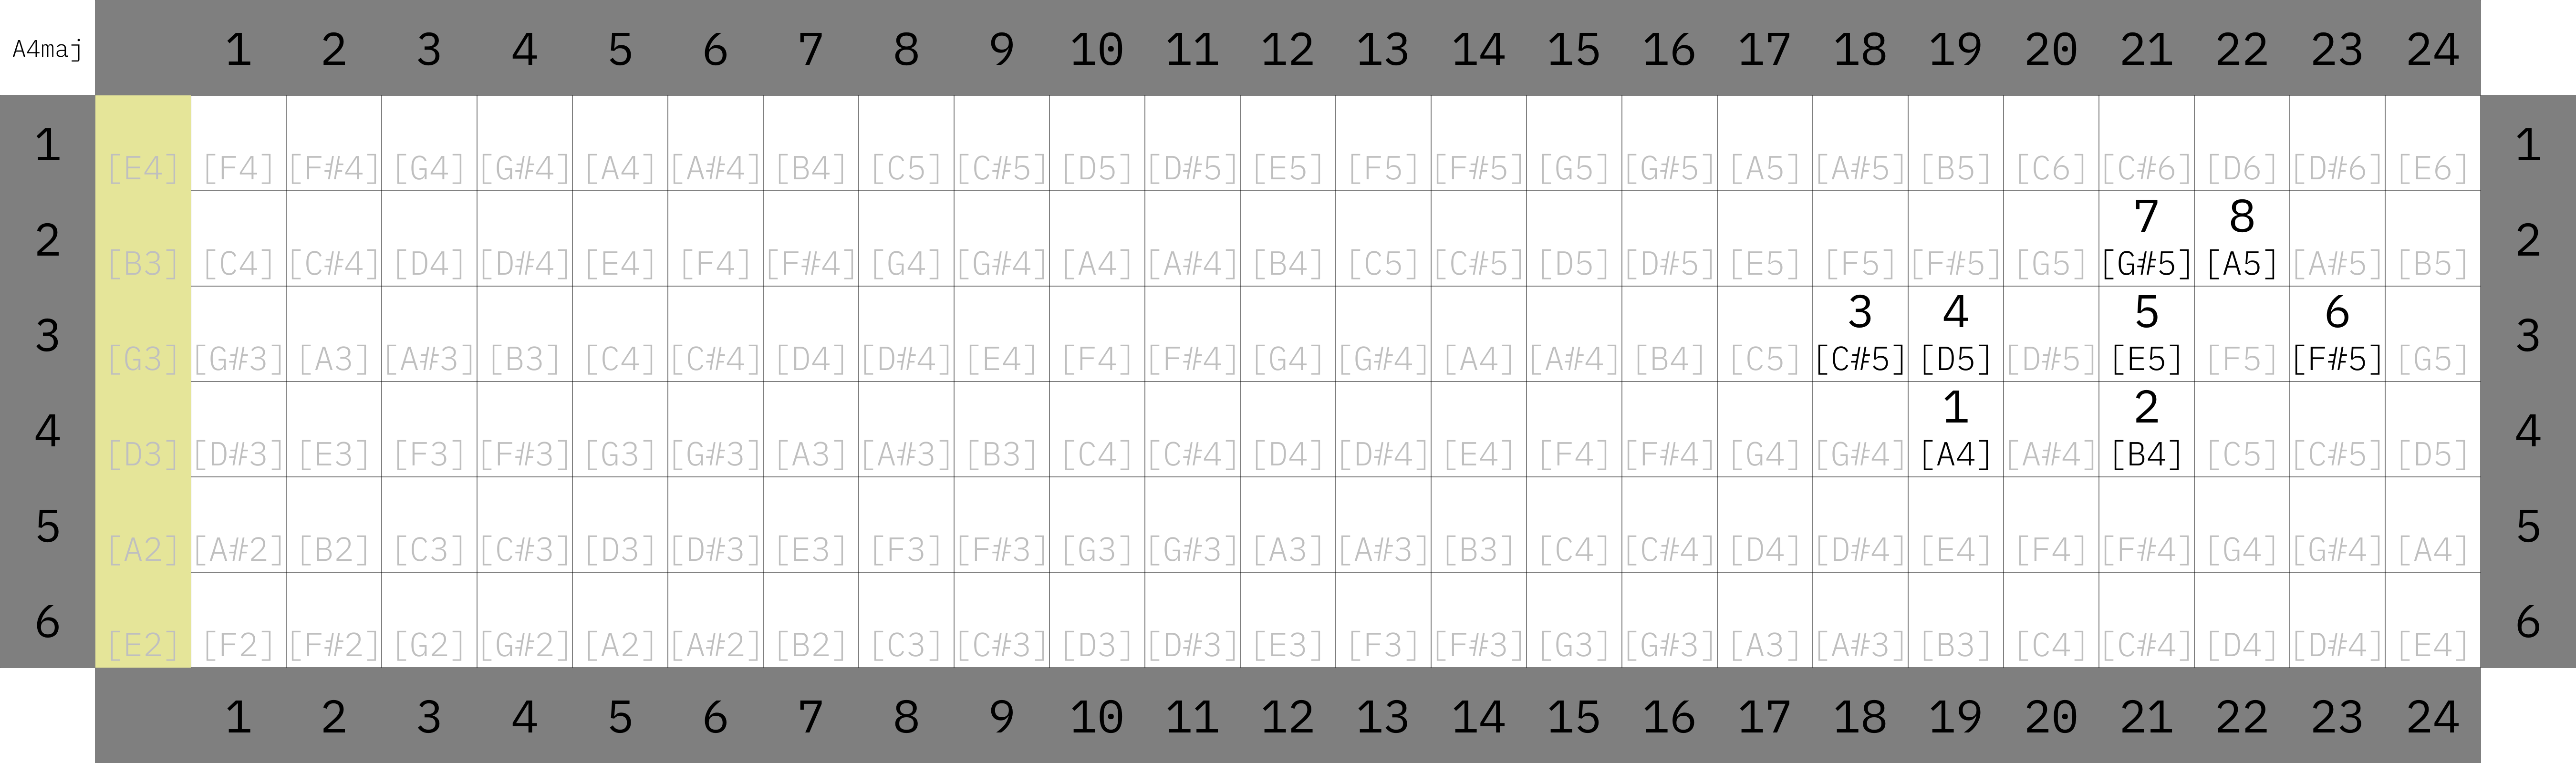 A4maj 1 2 3 4 5 6 7 8 9 10 11 12 13 14 15 16 17 18 19 20 21 22 23 24
1 [E4] [F4] [F#4] [G4] [G#4] [A4] [A#4] [B4] [C5] [C#5] [D5] [D#5] [E5] [F5] [F#5] [G5] [G#5] [A5] [A#5] [B5] [C6] [C#6] [D6] [D#6] [E6] 1
7 8
2 [B3] [C4] [C#4] [D4] [D#4] [E4] [F4] [F#4] [G4] [G#4] [A4] [A#4] [B4] [C5] [C#5] [D5] [D#5] [E5] [F5] [F#5] [G5] [G#5] [A5] [A#5] [B5] 2
3 4 5 6
3 [G3] [G#3] [A3] [A#3] [B3] [C4] [C#4] [D4] [D#4] [E4] [F4] [F#4] [G4] [G#4] [A4] [A#4] [B4] [C5] [C#5] [D5] [D#5] [E5] [F5] [F#5] [G5] 3
1 2
4 [D3] [D#3] [E3] [F3] [F#3] [G3] [G#3] [A3] [A#3] [B3] [C4] [C#4] [D4] [D#4] [E4] [F4] [F#4] [G4] [G#4] [A4] [A#4] [B4] [C5] [C#5] [D5] 4
5 [A2] [A#2] [B2] [C3] [C#3] [D3] [D#3] [E3] [F3] [F#3] [G3] [G#3] [A3] [A#3] [B3] [C4] [C#4] [D4] [D#4] [E4] [F4] [F#4] [G4] [G#4] [A4] 5
6 [E2] [F2] [F#2] [G2] [G#2] [A2] [A#2] [B2] [C3] [C#3] [D3] [D#3] [E3] [F3] [F#3] [G3] [G#3] [A3] [A#3] [B3] [C4] [C#4] [D4] [D#4] [E4] 6
1 2 3 4 5 6 7 8 9 10 11 12 13 14 15 16 17 18 19 20 21 22 23 24